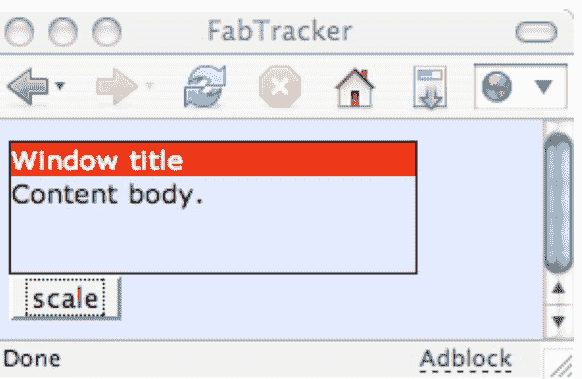 FabTracker
Window title
Content body.
scale
Done
Adblock